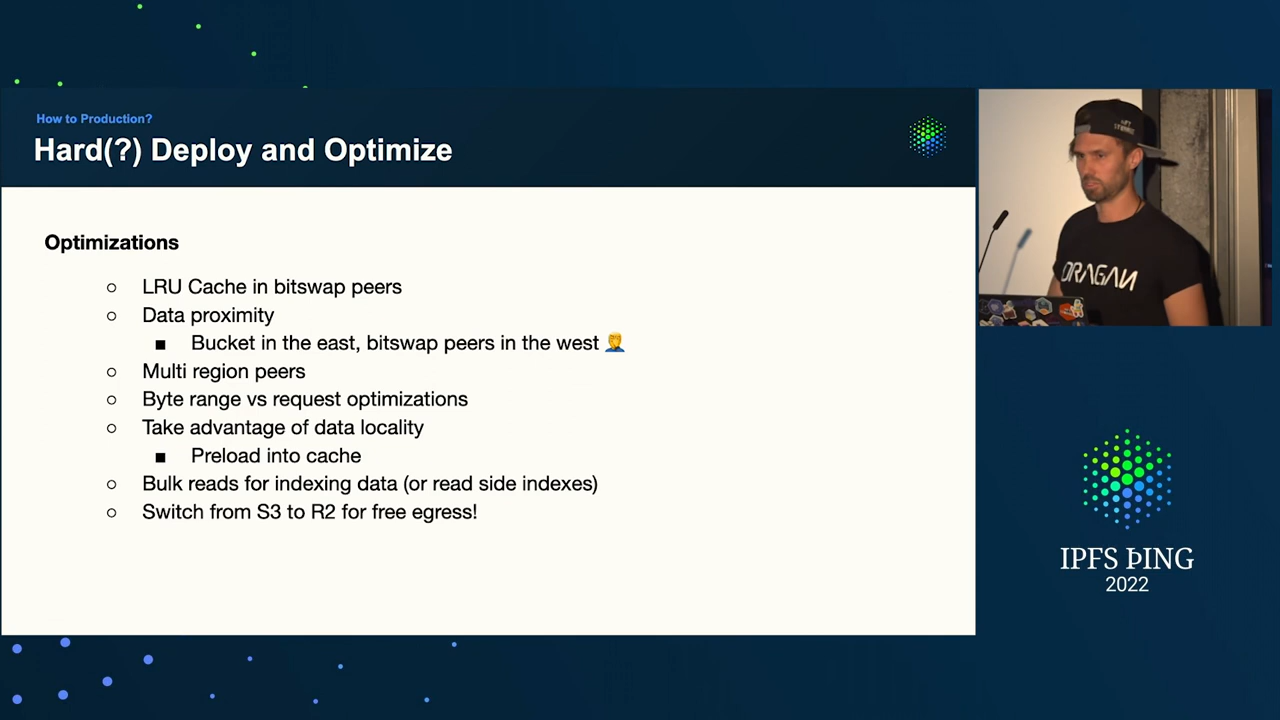 How to Production?
Hard(?) Deploy and Optimize
Optimizations
○ LRU Cache in bitswap peers
○ Data proximity
■ Bucket in the east, bitswap peers in the west 🤦‍♂️
○ Multi region peers
○ Byte range vs request optimizations
○ Take advantage of data locality
■ Preload into cache
○ Bulk reads for indexing data (or read side indexes)
○ Switch from S3 to R2 for free egress!
DRAGAN
IPFS ÞING
2022